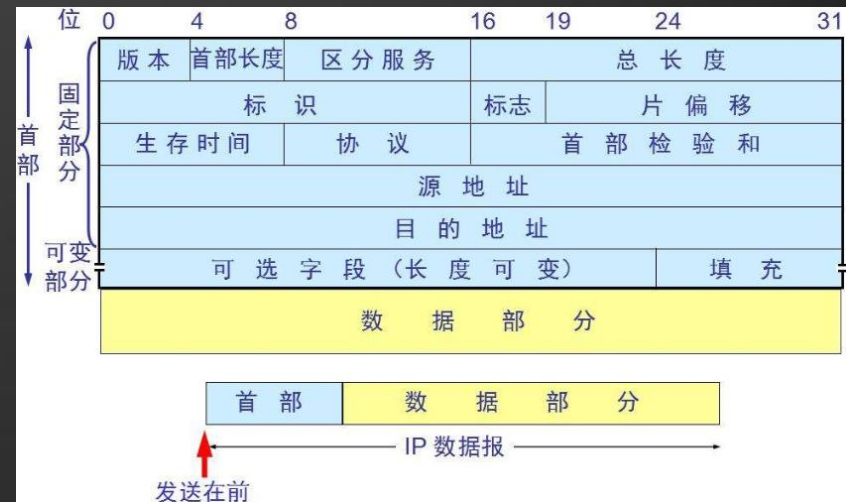 位 0 4 8 16 19 24 31
版本 首部长度 区分服务 总长度
标识 标志 片偏移
生存时间 协议 首部检验和
源地址
目的地址
可选字段（长度可变） 填充
数据部分
首部
固定部分
可变部分
首部 数据部分
IP 数据报
发送在前